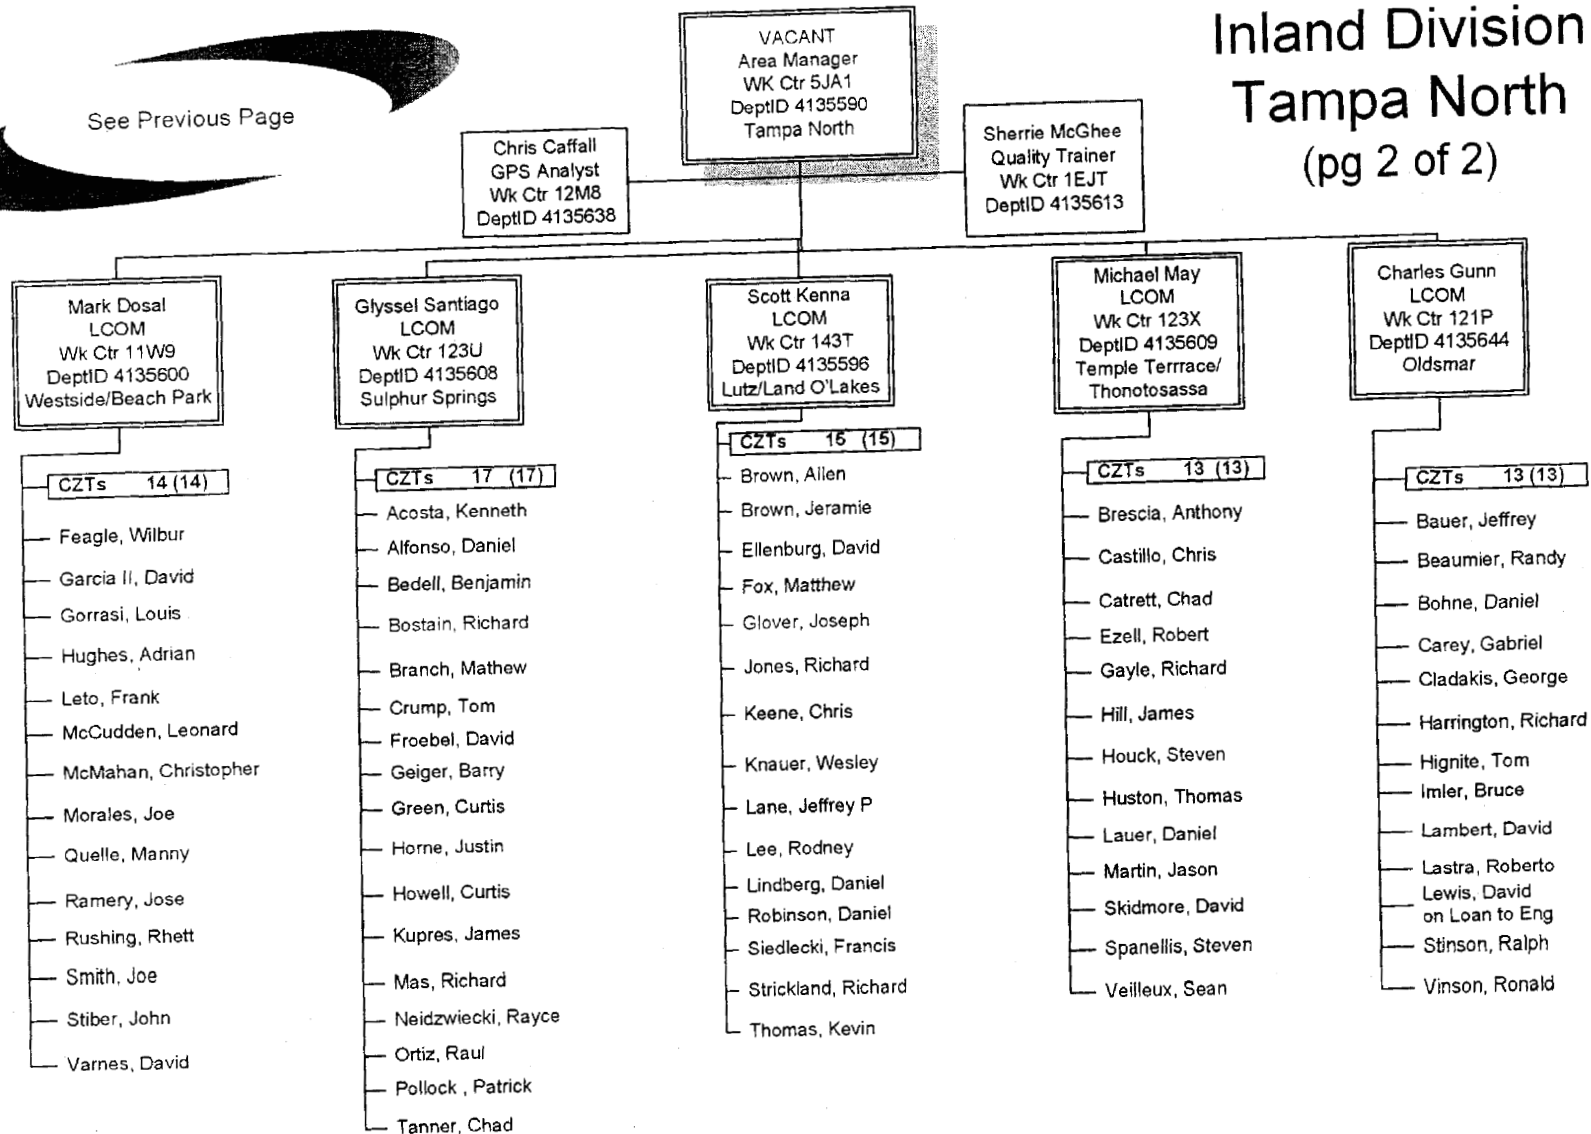 Inland Division
Tampa North
(pg 2 of 2)
See Previous Page
VACANT
Area Manager
WK Ctr 5JA1
DeptID 4135590
Tampa North
Chris Caffall
GPS Analyst
Wk Ctr 12M8
DeptID 4135638
Sherrie McGhee
Quality Trainer
Wk Ctr 1EJT
DeptID 4135613
Mark Dosal
LCOM
Wk Ctr 11W9
DeptID 4135600
Westside/Beach Park
CZTs 14 (14)
Feagle, Wilbur
Garcia II, David
Gorrasi, Louis
Hughes, Adrian
Leto, Frank
McCudden, Leonard
McMahan, Christopher
Morales, Joe
Quelle, Manny
Ramery, Jose
Rushing, Rhett
Smith, Joe
Stiber, John
Varnes, David
Glyssel Santiago
LCOM
Wk Ctr 123U
DeptID 4135608
Sulphur Springs
CZTs 17 (17)
Acosta, Kenneth
Alfonso, Daniel
Bedell, Benjamin
Bostain, Richard
Branch, Mathew
Crump, Tom
Froebel, David
Geiger, Barry
Green, Curtis
Horne, Justin
Howell, Curtis
Kupres, James
Mas, Richard
Neidzwiecki, Rayce
Ortiz, Raul
Pollock , Patrick
Tanner, Chad
Scott Kenna
LCOM
Wk Ctr 143T
DeptID 4135596
Lutz/Land O'Lakes
CZTs 15 (15)
Brown, Allen
Brown, Jeramie
Ellenburg, David
Fox, Matthew
Glover, Joseph
Jones, Richard
Keene, Chris
Knauer, Wesley
Lane, Jeffrey P
Lee, Rodney
Lindberg, Daniel
Robinson, Daniel
Siedlecki, Francis
Strickland, Richard
Thomas, Kevin
Michael May
LCOM
Wk Ctr 123X
DeptID 4135609
Temple Terrrace/
Thonotosassa
CZTs 13 (13)
Brescia, Anthony
Castillo, Chris
Catrett, Chad
Ezell, Robert
Gayle, Richard
Hill, James
Houck, Steven
Huston, Thomas
Lauer, Daniel
Martin, Jason
Skidmore, David
Spanellis, Steven
Veilleux, Sean
Charles Gunn
LCOM
Wk Ctr 121P
DeptID 4135644
Oldsmar
CZTs 13 (13)
Bauer, Jeffrey
Beaumier, Randy
Bohne, Daniel
Carey, Gabriel
Cladakis, George
Harrington, Richard
Hignite, Tom
Imler, Bruce
Lambert, David
Lastra, Roberto
Lewis, David
on Loan to Eng
Stinson, Ralph
Vinson, Ronald